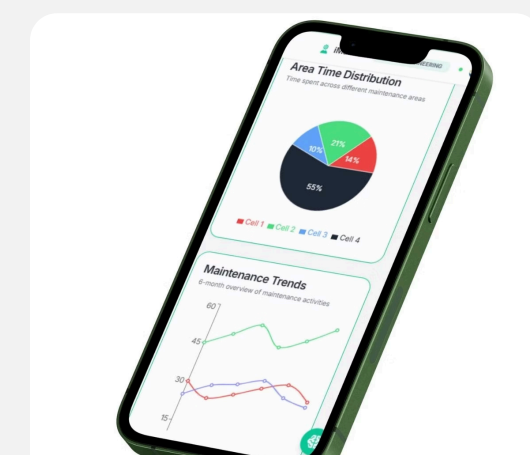 Area Time Distribution
Time spent across different maintenance areas
21%
10%
14%
55%
Cell 1 Cell 2 Cell 3 Cell 4
Maintenance Trends
6-month overview of maintenance activities
60
45
30
15